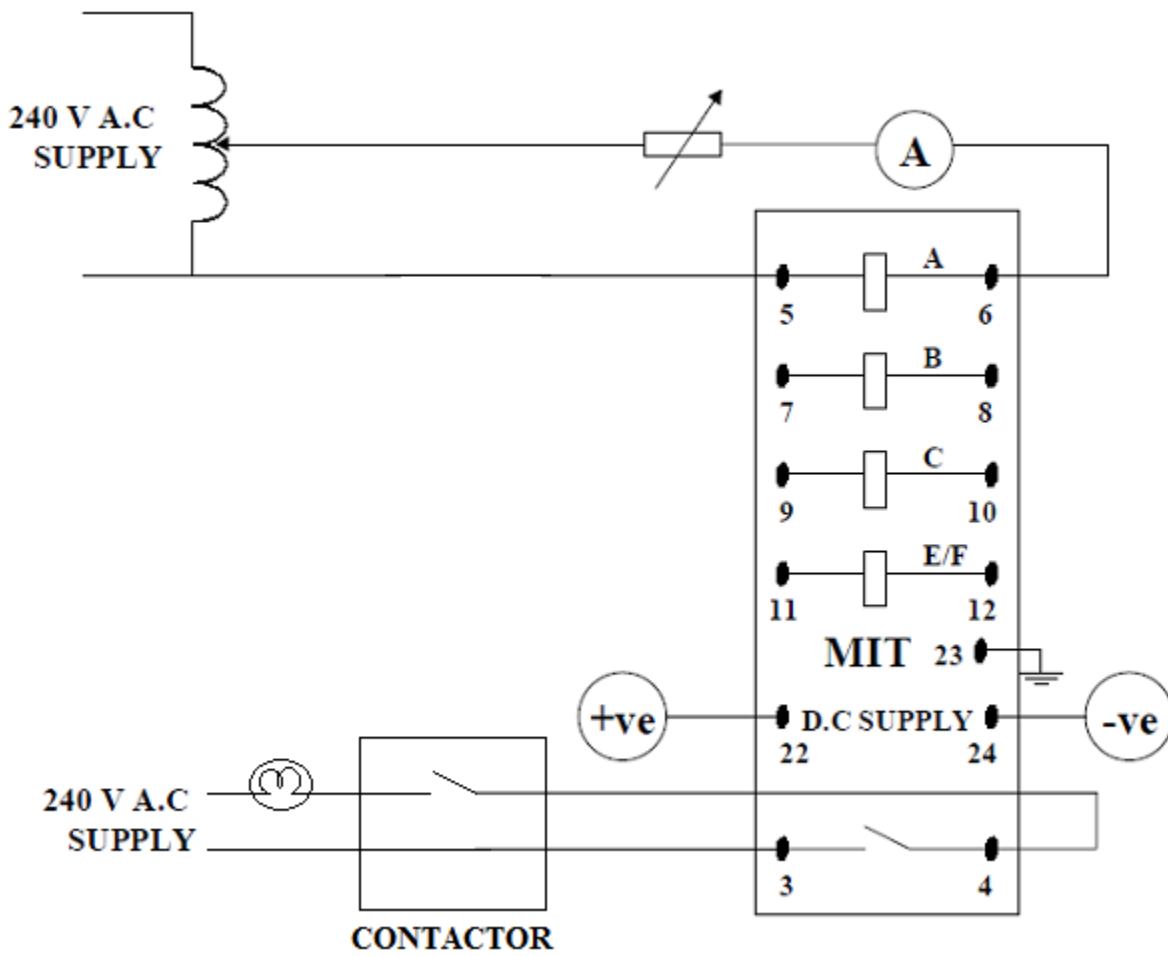 240 V A.C
SUPPLY
A
A
5
6
B
7
8
C
9
10
E/F
11
12
MIT
23
+ve
D.C SUPPLY
-ve
22
24
240 V A.C
SUPPLY
3
4
CONTACTOR